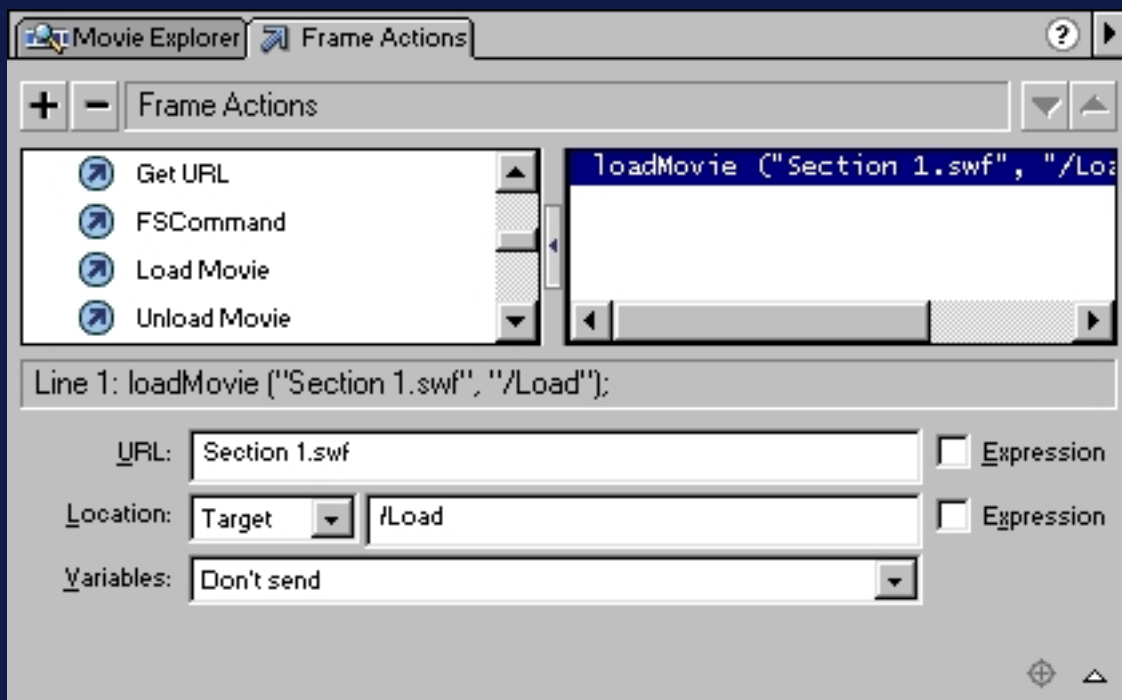 Movie Explorer Frame Actions ?
+ - Frame Actions
Get URL
FSCommand
Load Movie
Unload Movie
loadMovie ("Section 1.swf", "/Loa
Line 1: loadMovie ("Section 1.swf", "/Load");
URL: Section 1.swf Expression
Location: Target /Load Expression
Variables: Don't send